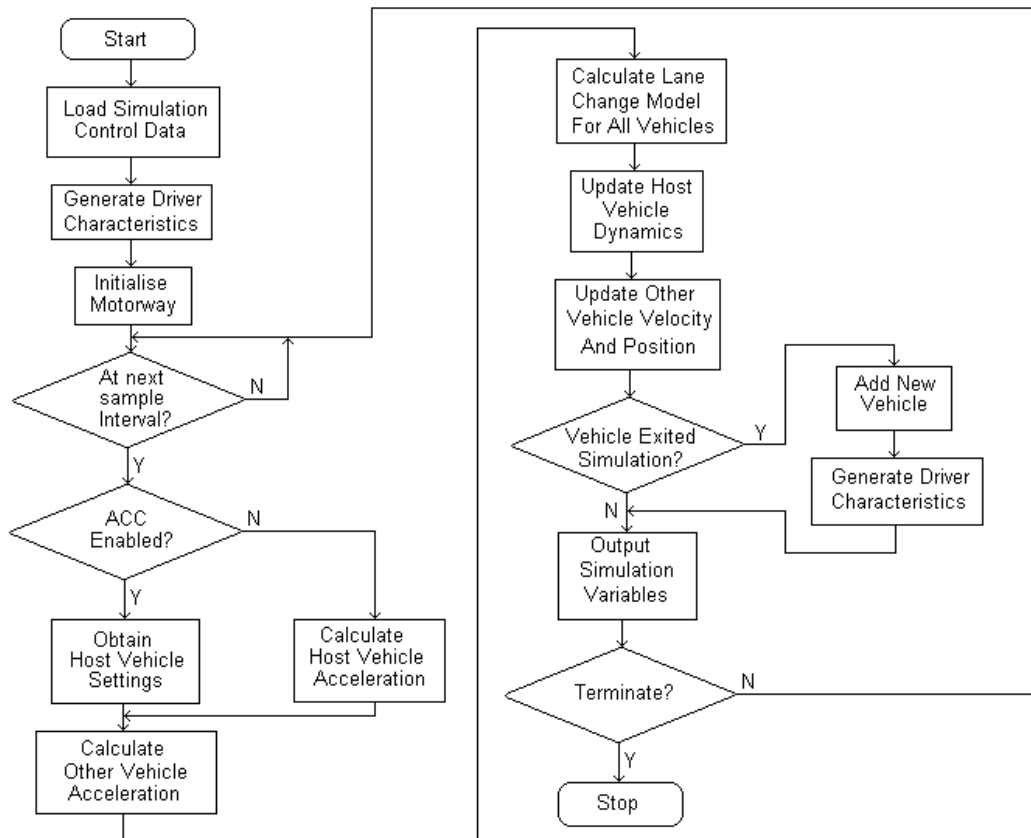 Start
Load Simulation
Control Data
Generate Driver
Characteristics
Initialise
Motorway
At next
sample
Interval?
N
Y
ACC
Enabled?
N
Y
Obtain
Host Vehicle
Settings
Calculate
Host Vehicle
Acceleration
Calculate
Other Vehicle
Acceleration
Calculate Lane
Change Model
For All Vehicles
Update Host
Vehicle
Dynamics
Update Other
Vehicle Velocity
And Position
Vehicle Exited
Simulation?
Y
N
Add New
Vehicle
Generate Driver
Characteristics
Output
Simulation
Variables
Terminate?
N
Y
Stop